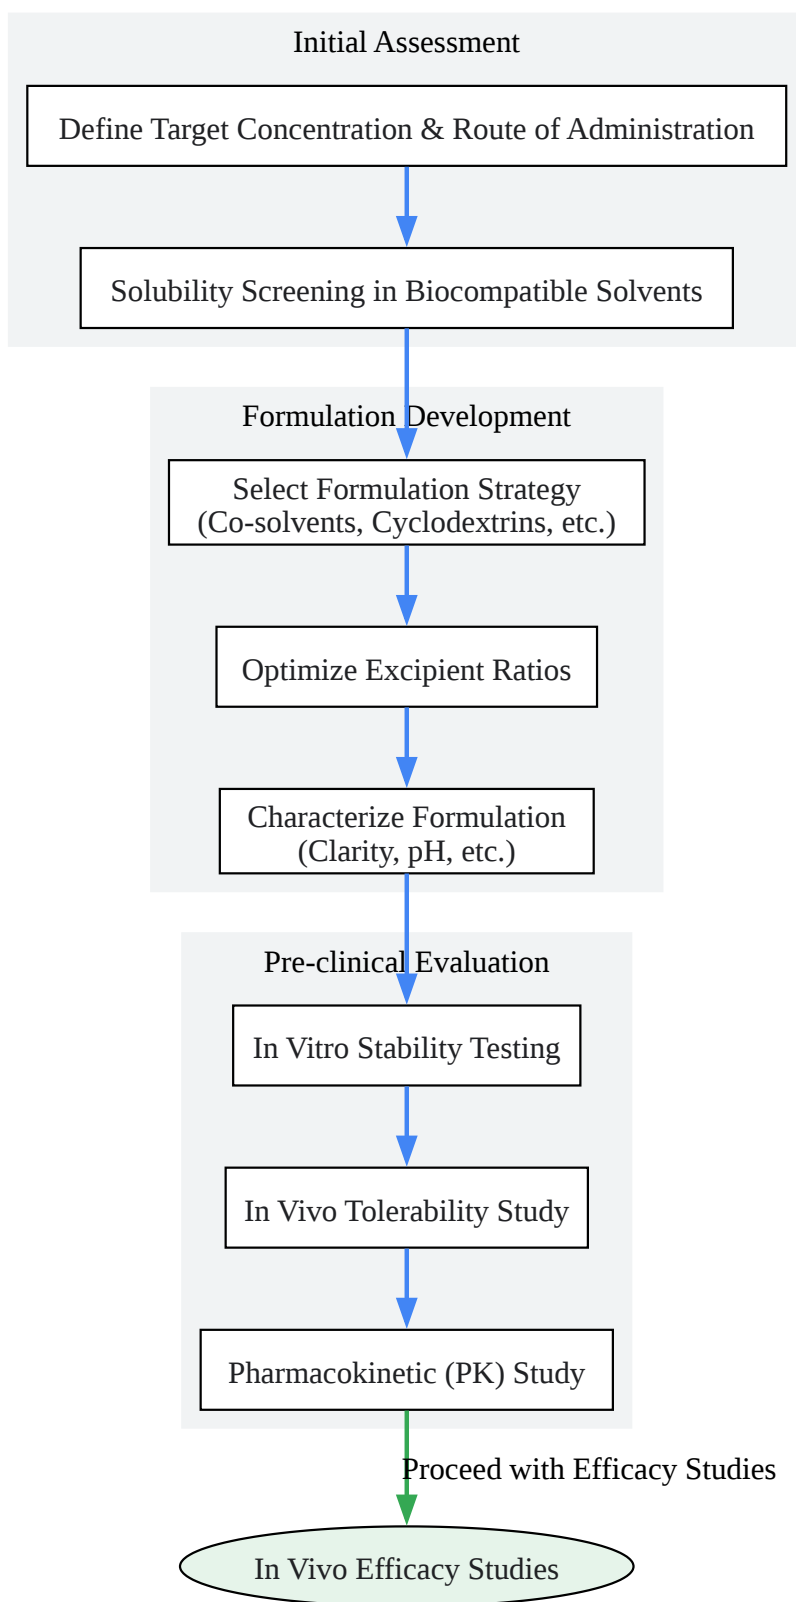 Initial Assessment
Define Target Concentration & Route of Administration
Solubility Screening in Biocompatible Solvents
Formulation Development
Select Formulation Strategy
(Co-solvents, Cyclodextrins, etc.)
Optimize Excipient Ratios
Characterize Formulation
(Clarity, pH, etc.)
Pre-clinical Evaluation
In Vitro Stability Testing
In Vivo Tolerability Study
Pharmacokinetic (PK) Study
Proceed with Efficacy Studies
In Vivo Efficacy Studies